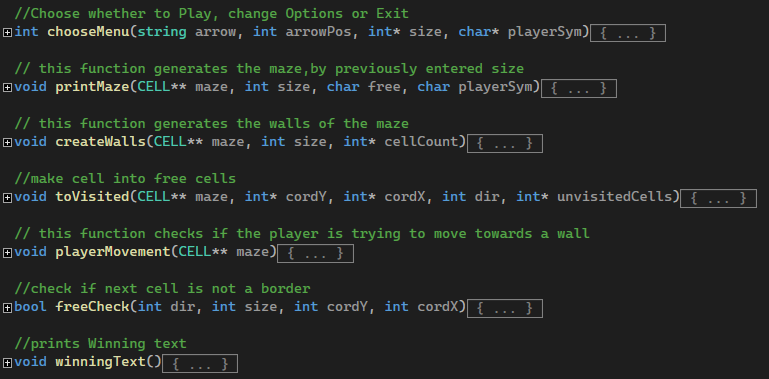 //Choose whether to Play, change Options or Exit
int chooseMenu(string arrow, int arrowPos, int* size, char* playerSym){ ... }
// this function generates the maze,by previously entered size
void printMaze(CELL** maze, int size, char free, char playerSym){ ... }
// this function generates the walls of the maze
void createWalls(CELL** maze, int size, int* cellCount){ ... }
//make cell into free cells
void toVisited(CELL** maze, int* cordY, int* cordX, int dir, int* unvisitedCells){ ... }
// this function checks if the player is trying to move towards a wall
void playerMovement(CELL** maze){ ... }
//check if next cell is not a border
bool freeCheck(int dir, int size, int cordY, int cordX){ ... }
//prints Winning text
void winningText(){ ... }